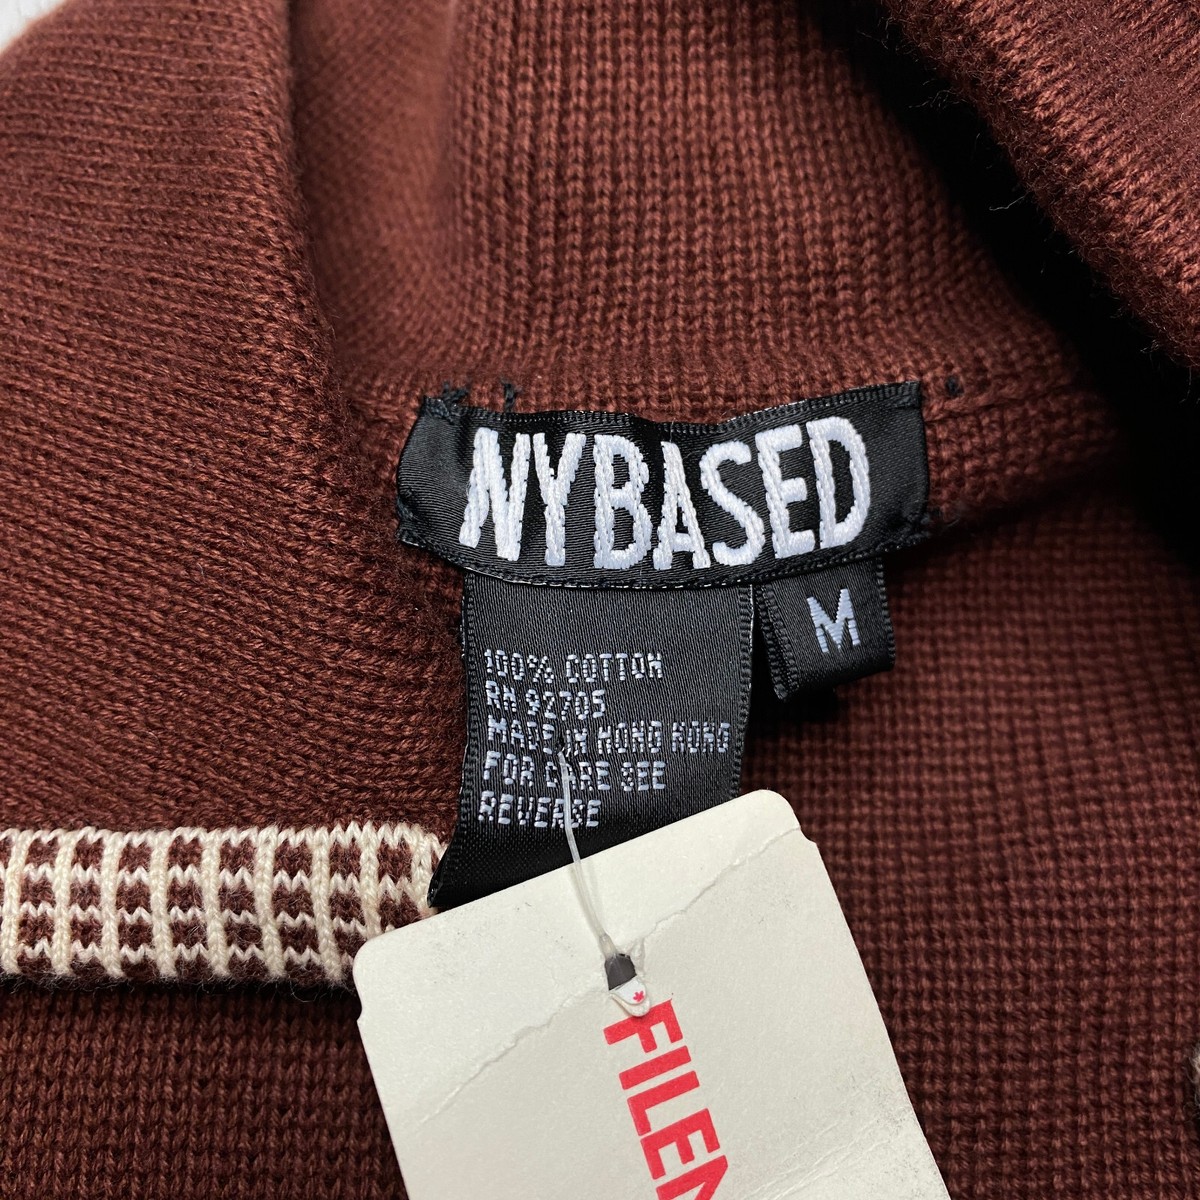 NYBASED
M
100% COTTON
RN 92705
MADE IN HONG KONG
FOR CARE SEE
REVERSE
FILEN